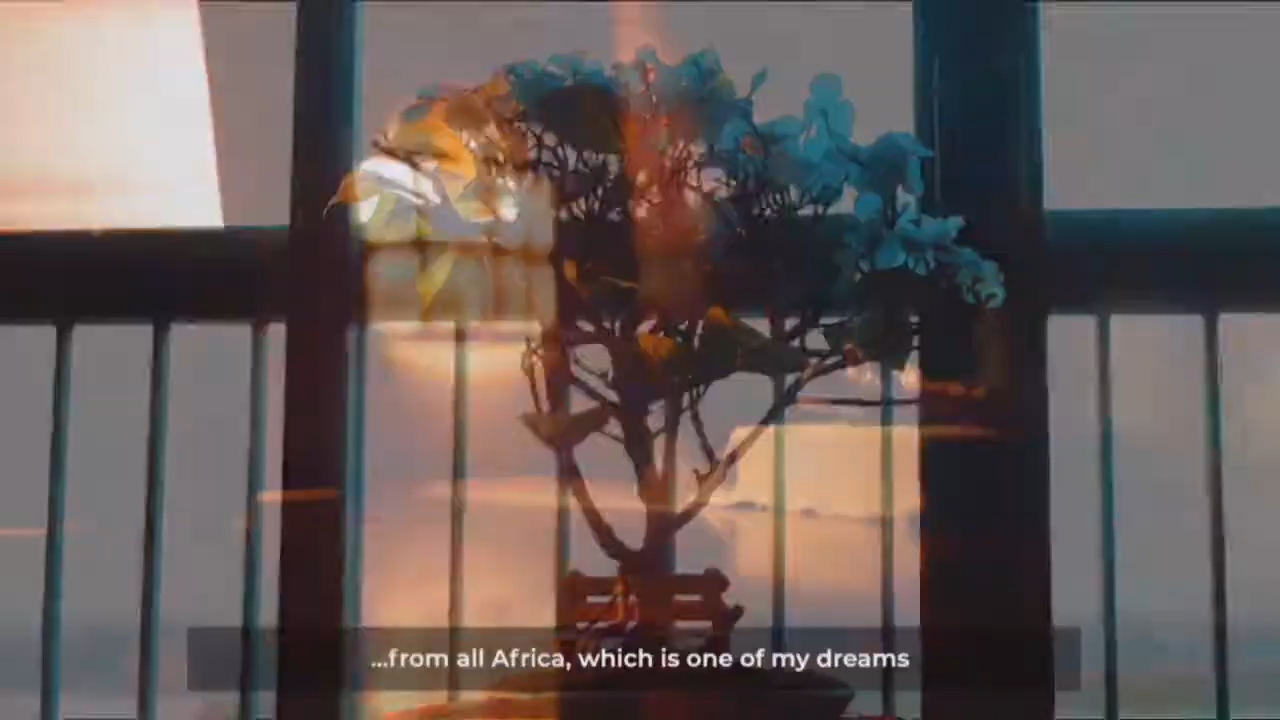 ...from all Africa, which is one of my dreams